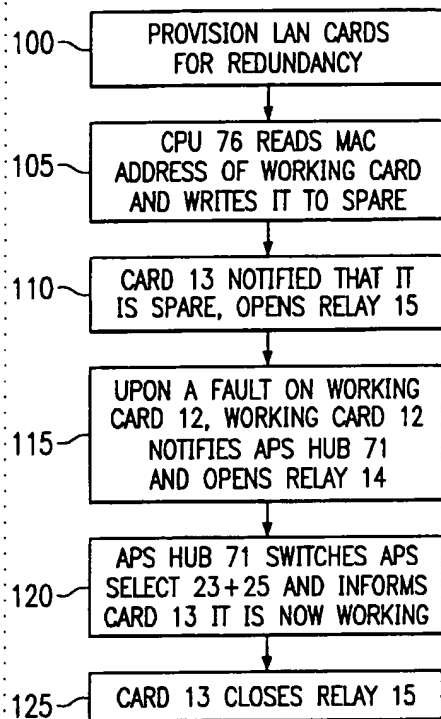 100
PROVISION LAN CARDS
FOR REDUNDANCY
105
CPU 76 READS MAC
ADDRESS OF WORKING CARD
AND WRITES IT TO SPARE
110
CARD 13 NOTIFIED THAT IT
IS SPARE, OPENS RELAY 15
115
UPON A FAULT ON WORKING
CARD 12, WORKING CARD 12
NOTIFIES APS HUB 71
AND OPENS RELAY 14
120
APS HUB 71 SWITCHES APS
SELECT 23+25 AND INFORMS
CARD 13 IT IS NOW WORKING
125
CARD 13 CLOSES RELAY 15